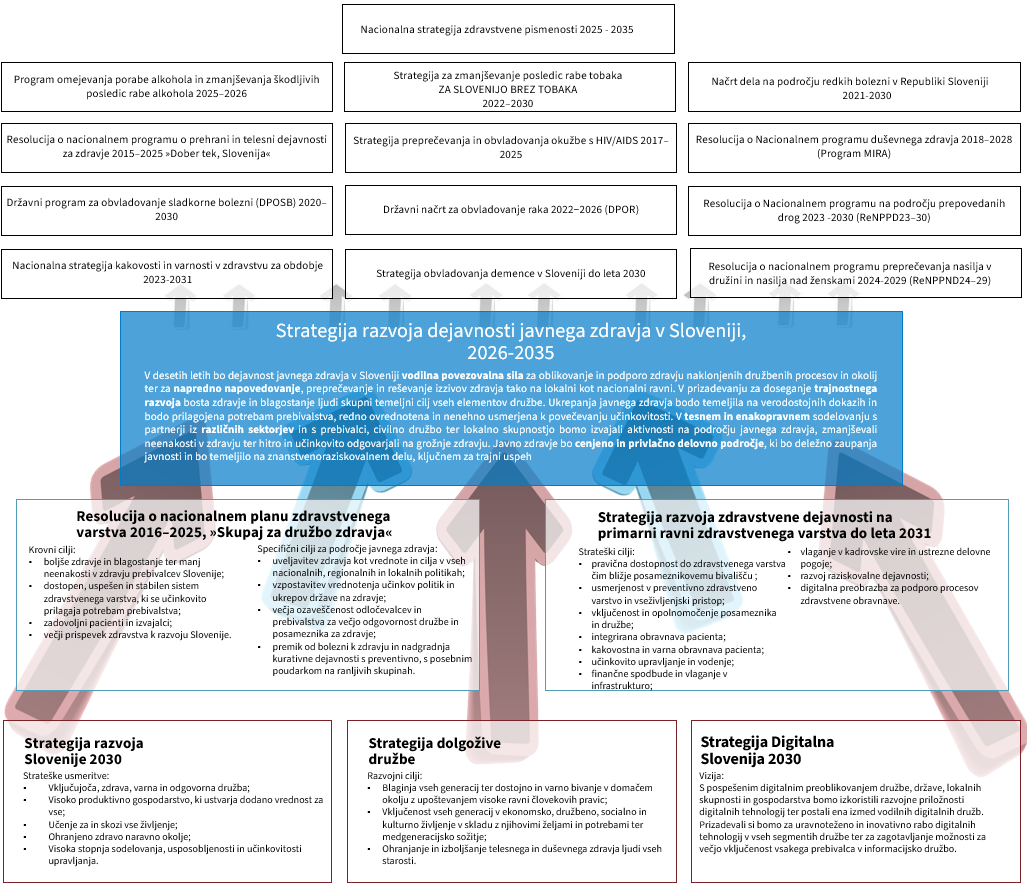 Nacionalna strategija zdravstvene pismenosti 2025 - 2035
Program omejevanja porabe alkohola in zmanjševanja škodljivih
posledic rabe alkohola 2025–2026
Strategija za zmanjševanje posledic rabe tobaka
ZA SLOVENIJO BREZ TOBAKA
2022–2030
Načrt dela na področju redkih bolezni v Republiki Sloveniji
2021-2030
Resolucija o nacionalnem programu o prehrani in telesni dejavnosti
za zdravje 2015–2025 »Dober tek, Slovenija«
Strategija preprečevanja in obvladovanja okužbe s HIV/AIDS 2017–
2025
Resolucija o Nacionalnem programu duševnega zdravja 2018–2028
(Program MIRA)
Državni program za obvladovanje sladkorne bolezni (DPOSB) 2020–
2030
Državni načrt za obvladovanje raka 2022–2026 (DPOR)
Resolucija o Nacionalnem programu na področju prepovedanih
drog 2023 -2030 (ReNPPD23–30)
Nacionalna strategija kakovosti in varnosti v zdravstvu za obdobje
2023-2031
Strategija obvladovanja demence v Sloveniji do leta 2030
Resolucija o nacionalnem programu preprečevanja nasilja v
družini in nasilja nad ženskami 2024-2029 (ReNPPND24–29)
Strategija razvoja dejavnosti javnega zdravja v Sloveniji,
2026-2035
V desetih letih bo dejavnost javnega zdravja v Sloveniji vodilna povezovalna sila za oblikovanje in podporo zdravju naklonjenih družbenih procesov in okolij
ter za napredno napovedovanje, preprečevanje in reševanje izzivov zdravja tako na lokalni kot nacionalni ravni. V prizadevanju za doseganje trajnostnega
razvoja bosta zdravje in blagostanje ljudi skupni temeljni cilj vseh elementov družbe. Ukrepanja javnega zdravja bodo temeljila na verodostojnih dokazih in
bodo prilagojena potrebam prebivalstva, redno ovrednotena in nenehno usmerjena k povečevanju učinkovitosti. V tesnem in enakopravnem sodelovanju s
partnerji iz različnih sektorjev in s prebivalci, civilno družbo ter lokalno skupnostjo bomo izvajali aktivnosti na področju javnega zdravja, zmanjševali
neenakosti v zdravju ter hitro in učinkovito odgovarjali na grožnje zdravju. Javno zdravje bo cenjeno in privlačno delovno področje, ki bo deležno zaupanja
javnosti in bo temeljilo na znanstvenoraziskovalnem delu, ključnem za trajni uspeh
Resolucija o nacionalnem planu zdravstvenega
varstva 2016–2025, »Skupaj za družbo zdravja«
Krovni cilji:
• boljše zdravje in blagostanje ter manj
neenakosti v zdravju prebivalcev Slovenije;
• dostopen, uspešen in stabilen sistem
zdravstvenega varstva, ki se učinkovito
prilagaja potrebam prebivalstva;
• zadovoljni pacienti in izvajalci;
• večji prispevek zdravstva k razvoju Slovenije.
Specifični cilji za področje javnega zdravja:
• uveljavitev zdravja kot vrednote in cilja v vseh
nacionalnih, regionalnih in lokalnih politikah;
• vzpostavitev vrednotenja učinkov politik in
ukrepov države na zdravje;
• večja ozaveščenost odločevalcev in
prebivalstva za večjo odgovornost družbe in
posameznika za zdravje;
• premik od bolezni k zdravju in nadgradnja
kurativne dejavnosti s preventivno, s posebnim
poudarkom na ranljivih skupinah.
Strategija razvoja zdravstvene dejavnosti na
primarni ravni zdravstvenega varstva do leta 2031
Strateški cilji:
• pravična dostopnost do zdravstvenega varstva
čim bližje posameznikovemu bivališču ;
• usmerjenost v preventivno zdravstveno
varstvo in vseživljenjski pristop;
• vključenost in opolnomočenje posameznika
in družbe;
• integrirana obravnava pacienta;
• kakovostna in varna obravnava pacienta;
• učinkovito upravljanje in vodenje;
• finančne spodbude in vlaganje v
infrastrukturo;
• vlaganje v kadrovske vire in ustrezne delovne
pogoje;
• razvoj raziskovalne dejavnosti;
• digitalna preobrazba za podporo procesov
zdravstvene obravnave.
Strategija razvoja
Slovenije 2030
Strateške usmeritve:
• Vključujoča, zdrava, varna in odgovorna družba;
• Visoko produktivno gospodarstvo, ki ustvarja dodano vrednost za
vse;
• Učenje za in skozi vse življenje;
• Ohranjeno zdravo naravno okolje;
• Visoka stopnja sodelovanja, usposobljenosti in učinkovitosti
upravljanja.
Strategija dolgožive
družbe
Razvojni cilji:
• Blaginja vseh generacij ter dostojno in varno bivanje v domačem
okolju z upoštevanjem visoke ravni človekovih pravic;
• Vključenost vseh generacij v ekonomsko, družbeno, socialno in
kulturno življenje v skladu z njihovimi željami in potrebami ter
medgeneracijsko sožitje;
• Ohranjanje in izboljšanje telesnega in duševnega zdravja ljudi vseh
starosti.
Strategija Digitalna
Slovenija 2030
Vizija:
S pospešenim digitalnim preoblikovanjem družbe, države, lokalnih
skupnosti in gospodarstva bomo izkoristili razvojne priložnosti
digitalnih tehnologij ter postali ena izmed vodilnih digitalnih družb.
Prizadevali si bomo za uravnoteženo in inovativno rabo digitalnih
tehnologij v vseh segmentih družbe ter za zagotavljanje možnosti za
večjo vključenost vsakega prebivalca v informacijsko družbo.